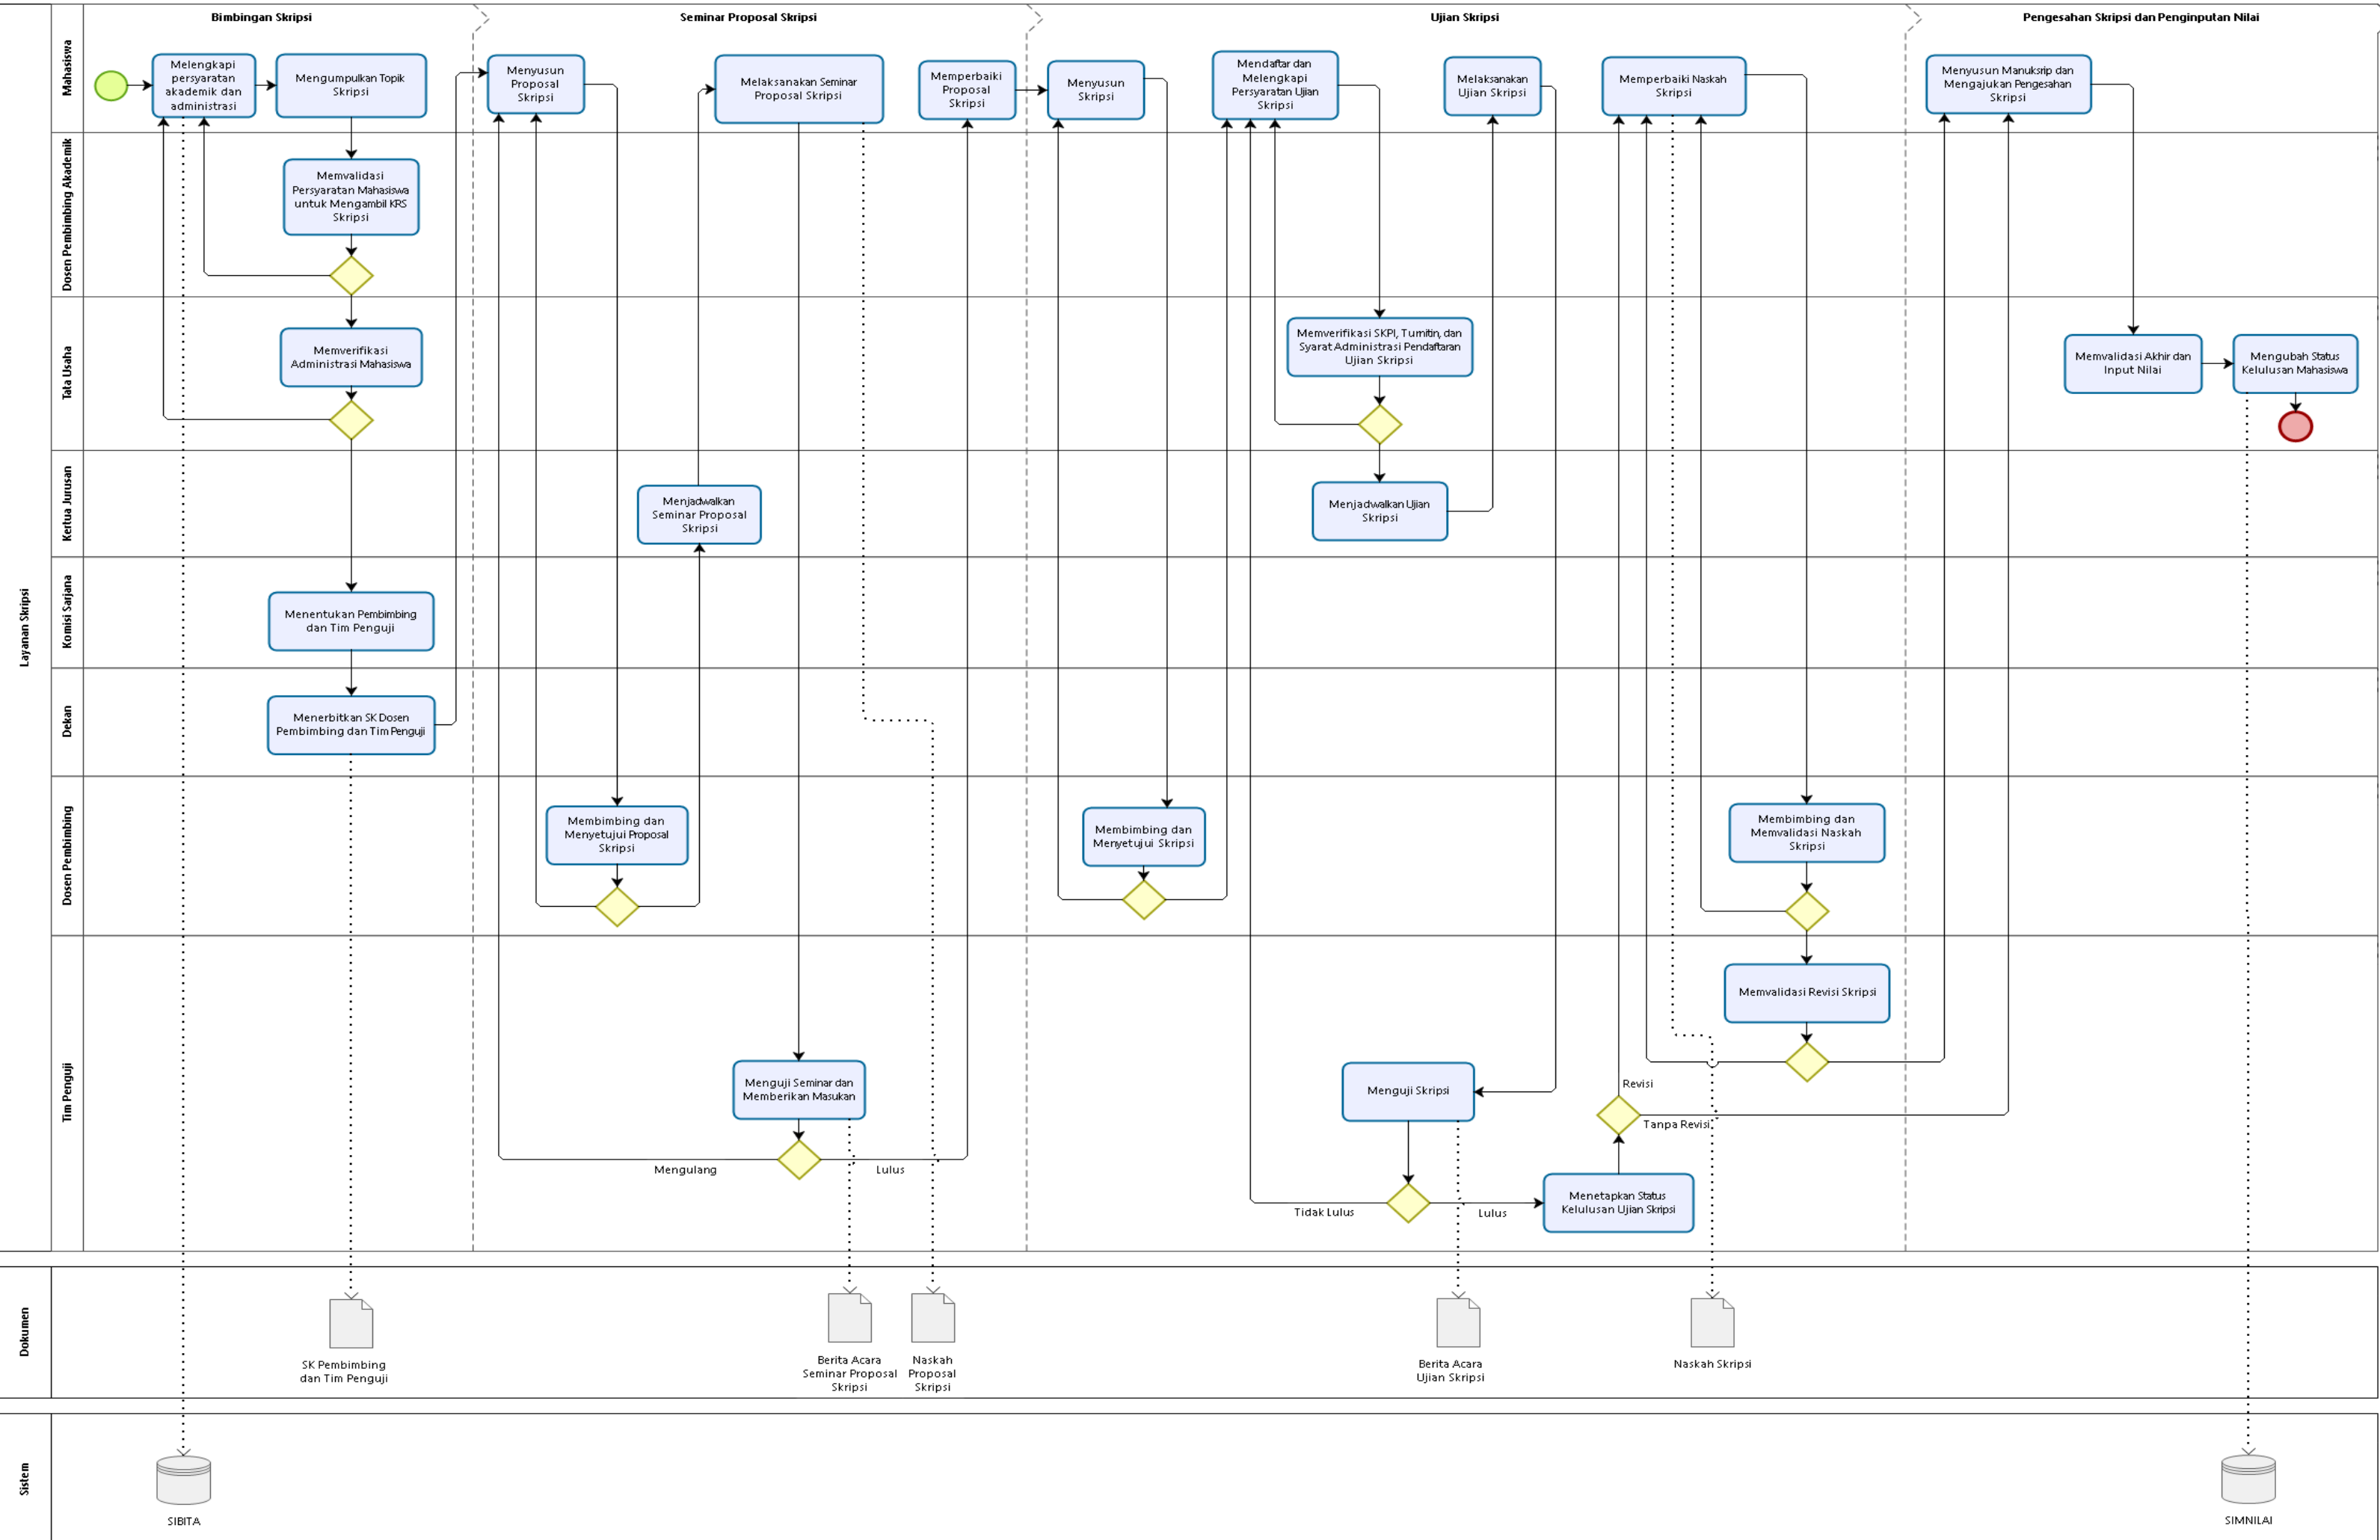 Bimbingan Skripsi
Seminar Proposal Skripsi
Ujian Skripsi
Pengesahan Skripsi dan Penginputan Nilai
Layanan Skripsi
Mahasiswa
Melengkapi
persyaratan
akademik dan
administrasi
Mengumpulkan Topik
Skripsi
Menyusun
Proposal
Skripsi
Melaksanakan Seminar
Proposal Skripsi
Memperbaiki
Proposal
Skripsi
Menyusun
Skripsi
Mendaftar dan
Melengkapi
Persyaratan Ujian
Skripsi
Melaksanakan
Ujian Skripsi
Memperbaiki Naskah
Skripsi
Menyusun Manuksrip dan
Mengajukan Pengesahan
Skripsi
Dosen Pembimbing Akademik
Memvalidasi
Persyaratan Mahasiswa
untuk Mengambil KRS
Skripsi
Tata Usaha
Memverifikasi
Administrasi Mahasiswa
Memverifikasi SKPI, Turnitin, dan
Syarat Administrasi Pendaftaran
Ujian Skripsi
Memvalidasi Akhir dan
Input Nilai
Mengubah Status
Kelulusan Mahasiswa
Kertua Jurusan
Menjadwalkan
Seminar Proposal
Skripsi
Menjadwalkan Ujian
Skripsi
Komisi Sarjana
Menentukan Pembimbing
dan Tim Penguji
Dekan
Menerbitkan SK Dosen
Pembimbing dan Tim Penguji
Dosen Pembimbing
Membimbing dan
Menyetujui Proposal
Skripsi
Membimbing dan
Menyetujui Skripsi
Membimbing dan
Memvalidasi Naskah
Skripsi
Tim Penguji
Memvalidasi Revisi Skripsi
Menguji Seminar dan
Memberikan Masukan
Menguji Skripsi
Revisi
Tanpa Revisi
Mengulang
Lulus
Tidak Lulus
Lulus
Menetapkan Status
Kelulusan Ujian Skripsi
Dokumen
SK Pembimbing
dan Tim Penguji
Berita Acara
Seminar Proposal
Skripsi
Naskah
Proposal
Skripsi
Berita Acara
Ujian Skripsi
Naskah Skripsi
Sistem
SIBITA
SIMNILAI